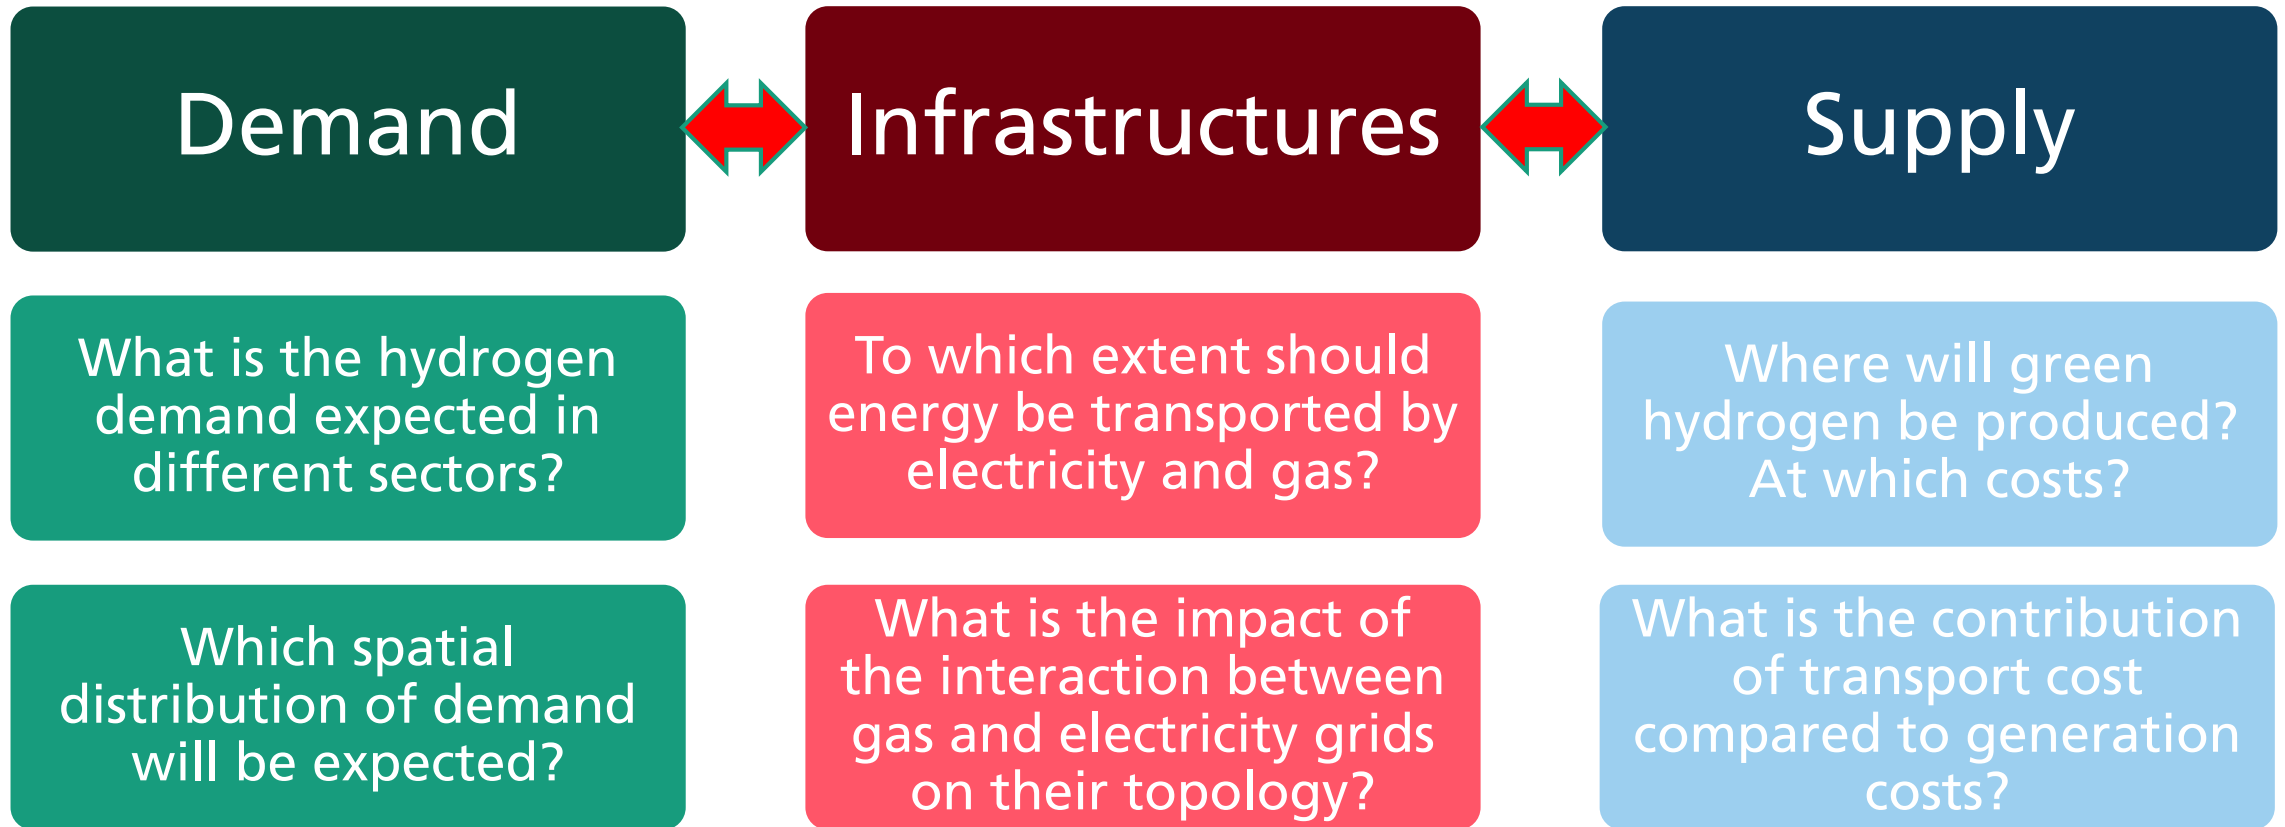 Demand
Infrastructures
Supply
What is the hydrogen
demand expected in
different sectors?
To which extent should
energy be transported by
electricity and gas?
Where will green
hydrogen be produced?
At which costs?
Which spatial
distribution of demand
will be expected?
What is the impact of
the interaction between
gas and electricity grids
on their topology?
What is the contribution
of transport cost
compared to generation
costs?